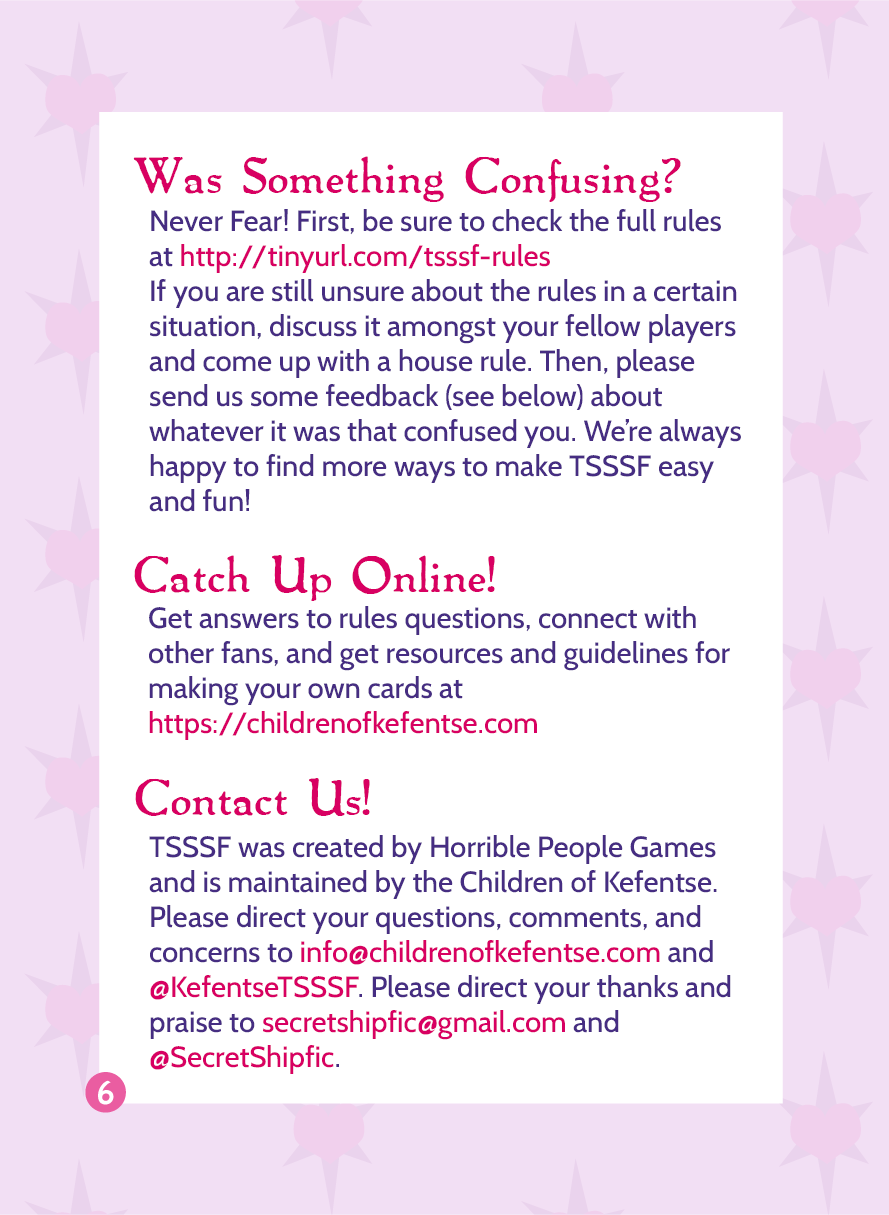 Was Something Confusing?
Never Fear! First, be sure to check the full rules
at http://tinyurl.com/tsssf-rules
If you are still unsure about the rules in a certain
situation, discuss it amongst your fellow players
and come up with a house rule. Then, please
send us some feedback (see below) about
whatever it was that confused you. We’re always
happy to find more ways to make TSSSF easy
and fun!
Catch Up Online!
Get answers to rules questions, connect with
other fans, and get resources and guidelines for
making your own cards at
https://childrenofkefentse.com
Contact Us!
TSSSF was created by Horrible People Games
and is maintained by the Children of Kefentse.
Please direct your questions, comments, and
concerns to info@childrenofkefentse.com and
@KefentseTSSSF. Please direct your thanks and
praise to secretshipfic@gmail.com and
@SecretShipfic.
6